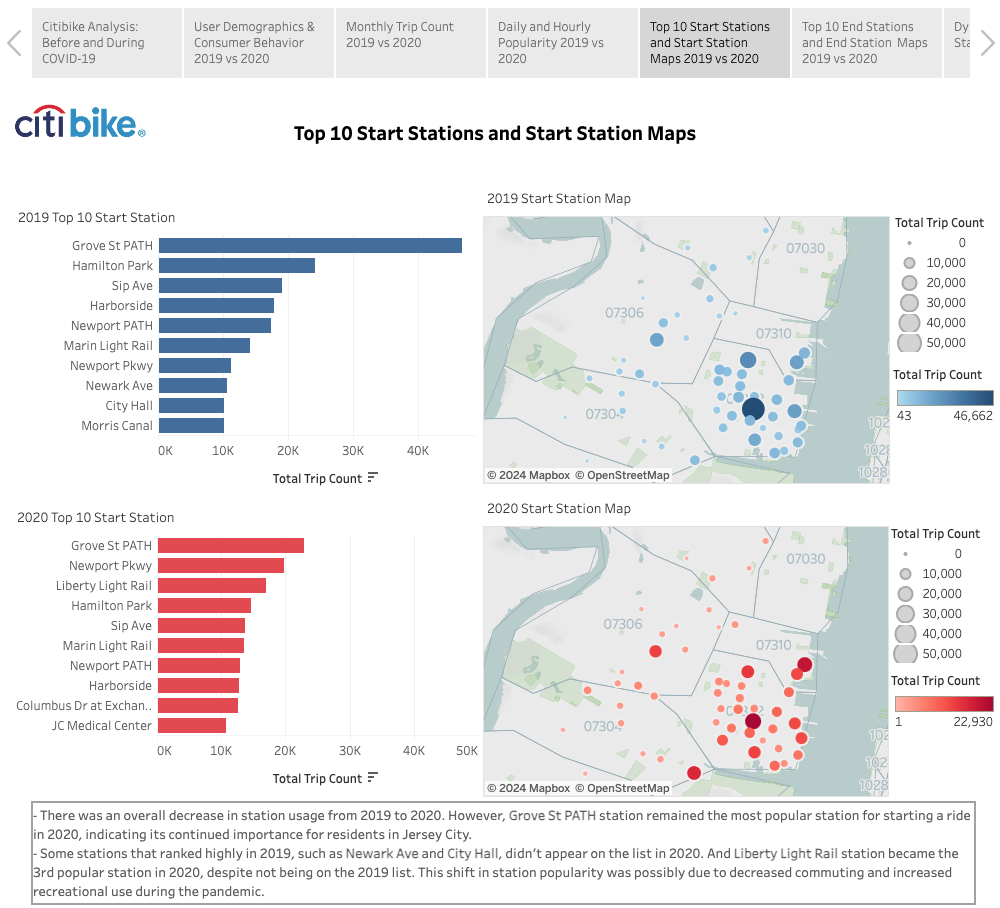 Citibike Analysis:
Before and During
COVID-19
User Demographics &
Consumer Behavior
2019 vs 2020
Monthly Trip Count
2019 vs 2020
Daily and Hourly
Popularity 2019 vs
2020
Top 10 Start Stations
and Start Station
Maps 2019 vs 2020
Top 10 End Stations
and End Station Maps
2019 vs 2020
Dy
Sta
citi bike®
Top 10 Start Stations and Start Station Maps
2019 Top 10 Start Station
Grove St PATH
Hamilton Park
Sip Ave
Harborside
Newport PATH
Marin Light Rail
Newport Pkwy
Newark Ave
City Hall
Morris Canal
0K 10K 20K 30K 40K
Total Trip Count
2019 Start Station Map
07030
07306
07310
0730
102
1028
1028
© 2024 Mapbox © OpenStreetMap
Total Trip Count
0
10,000
20,000
30,000
40,000
50,000
Total Trip Count
43 46,662
2020 Top 10 Start Station
Grove St PATH
Newport Pkwy
Liberty Light Rail
Hamilton Park
Sip Ave
Marin Light Rail
Newport PATH
Harborside
Columbus Dr at Exchan..
JC Medical Center
0K 10K 20K 30K 40K 50K
Total Trip Count
2020 Start Station Map
07030
07306
07310
07304
102
102
1028
© 2024 Mapbox © OpenStreetMap
Total Trip Count
0
10,000
20,000
30,000
40,000
50,000
Total Trip Count
1 22,930
- There was an overall decrease in station usage from 2019 to 2020. However, Grove St PATH station remained the most popular station for starting a ride
in 2020, indicating its continued importance for residents in Jersey City.
- Some stations that ranked highly in 2019, such as Newark Ave and City Hall, didn't appear on the list in 2020. And Liberty Light Rail station became the
3rd popular station in 2020, despite not being on the 2019 list. This shift in station popularity was possibly due to decreased commuting and increased
recreational use during the pandemic.